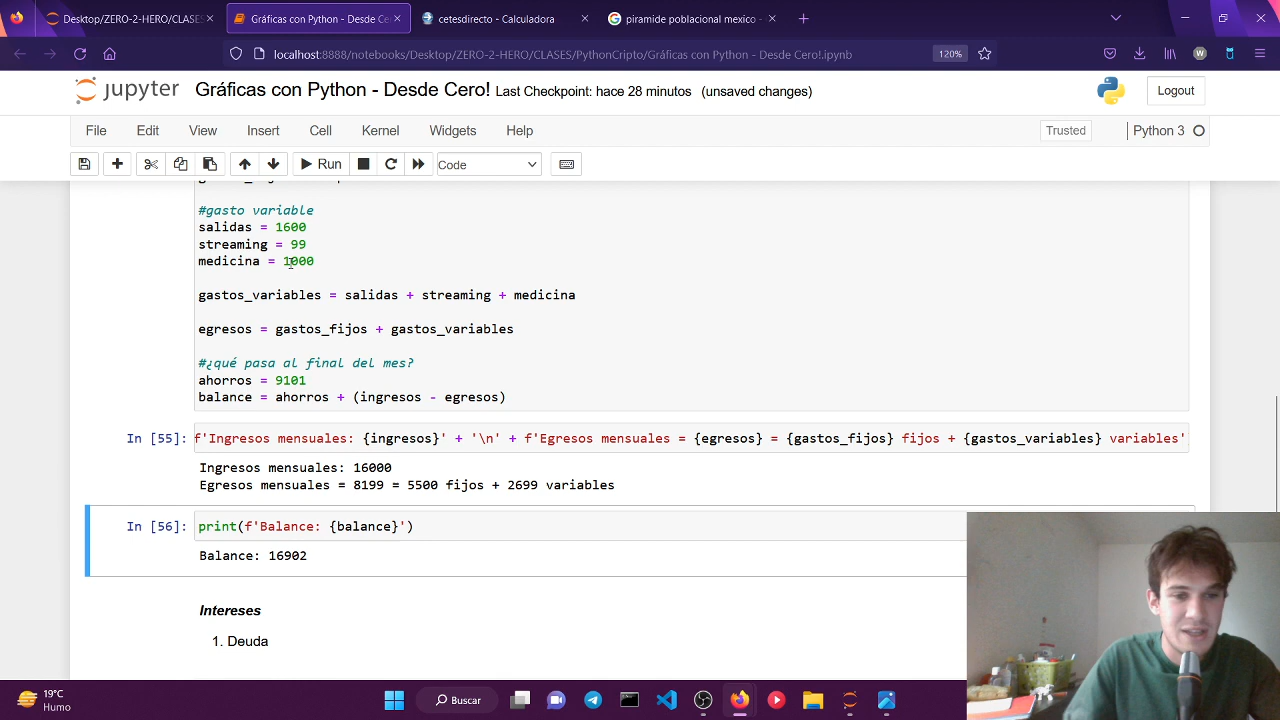 Desktop/ZERO-2-HERO/CLASES
Gráficas con Python - Desde Ce
cetesdirecto - Calculadora
piramide poblacional mexico -
localhost:8888/notebooks/Desktop/ZERO-2-HERO/CLASES/PythonCripto/Gráficas con Python - Desde Cero!.ipynb
120%
W
jupyter Gráficas con Python - Desde Cero! Last Checkpoint: hace 28 minutos (unsaved changes)
Logout
File Edit View Insert Cell Kernel Widgets Help
Trusted
Python 3
Run
Code
#gasto variable
salidas = 1600
streaming = 99
medicina = 1000
gastos_variables = salidas + streaming + medicina
egresos = gastos_fijos + gastos_variables
#¿qué pasa al final del mes?
ahorros = 9101
balance = ahorros + (ingresos - egresos)
In [55]: f'Ingresos mensuales: {ingresos}' + '\n' + f'Egresos mensuales = {egresos} = {gastos_fijos} fijos + {gastos_variables} variables'
Ingresos mensuales: 16000
Egresos mensuales = 8199 = 5500 fijos + 2699 variables
In [56]: print(f'Balance: {balance}')
Balance: 16902
Intereses
1. Deuda
19°C
Humo
Buscar